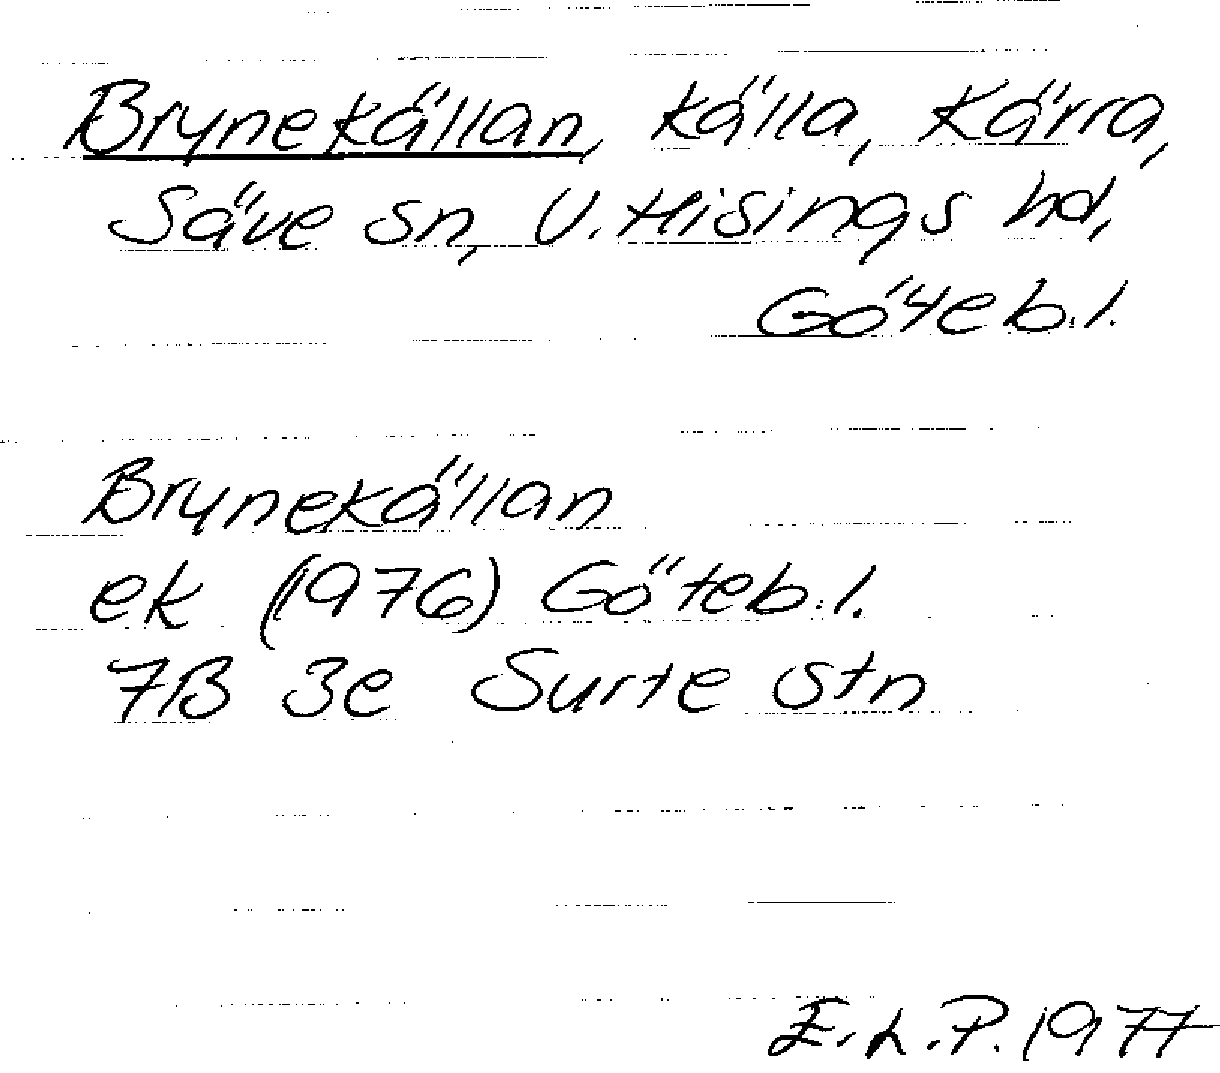 Brynekällan, källa, Kärra,
Säve sn, V. Hisings hd,
Göteb. l.
Brynekällan
ek (1976) Göteb. l.
7B 3e Surte stn
E.L.P. 1977